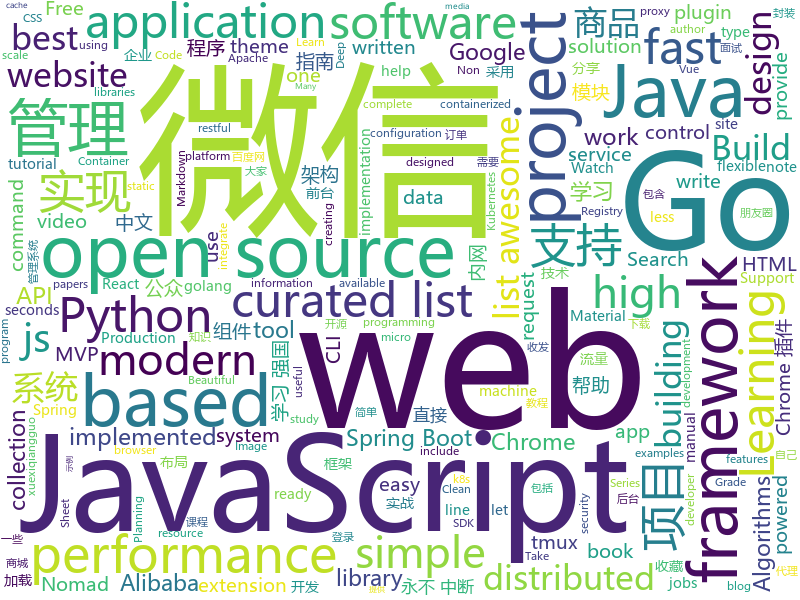 cache
Free
企业
application
software
Google
商品
plugin
proxy
封装
media
CSS
scale
using
best
程序
theme
written
solution
one
指南
Deep
采用
design
author
type
面试
Code
Learn
Apache
libraries
Many
website
help
complete
containerized
Non
分享
fast
模块
powered
provide
Vue
微信
Java
管理
tutorial
restful
架构
configuration
订单
work
control
site
Container
platform
百度网
大家
designed
需要
Go
Build
实现
Markdown
前台
service
write
flexiblenote
command
static
implementation
Kubernetes
支持
学习
Watch
包含
朋友圈
video
中文
use
creating
integrate
data
list awesome
project
Registry
less
管理系统
open source
内网
request
技术
Search
HTML
papers
React
公众
golang
information
available
high
Material
Support
API
seconds
Python
curated list
开源
programming
下载
Chrome 插件
program
js
Production
知识
组件
tool
micro
CLI
web
framework
Learning
building
development
MVP
Beautiful
modern
machine
流量
useful
收发
帮助
developer
系统
学习 强国
Spring
based
study
简单
教程
直接
项目
manual
自己
collection
xuexiqiangguo
implemented
system
Spring Boot
Chrome
app
examples
features
browser
easy
include
JavaScript
布局
框架
line
k8s
Series
Grade
示例
ready
实战
Clean
后台
Algorithms
Image
包括
let
security
Sheet
Planning
课程
performance
simple
tmux
book
Take
一些
resource
登录
SDK
收藏
商城
加载
Nomad
Alibaba
extension
开发
library
永不 中断
distributed
jobs
blog
代理